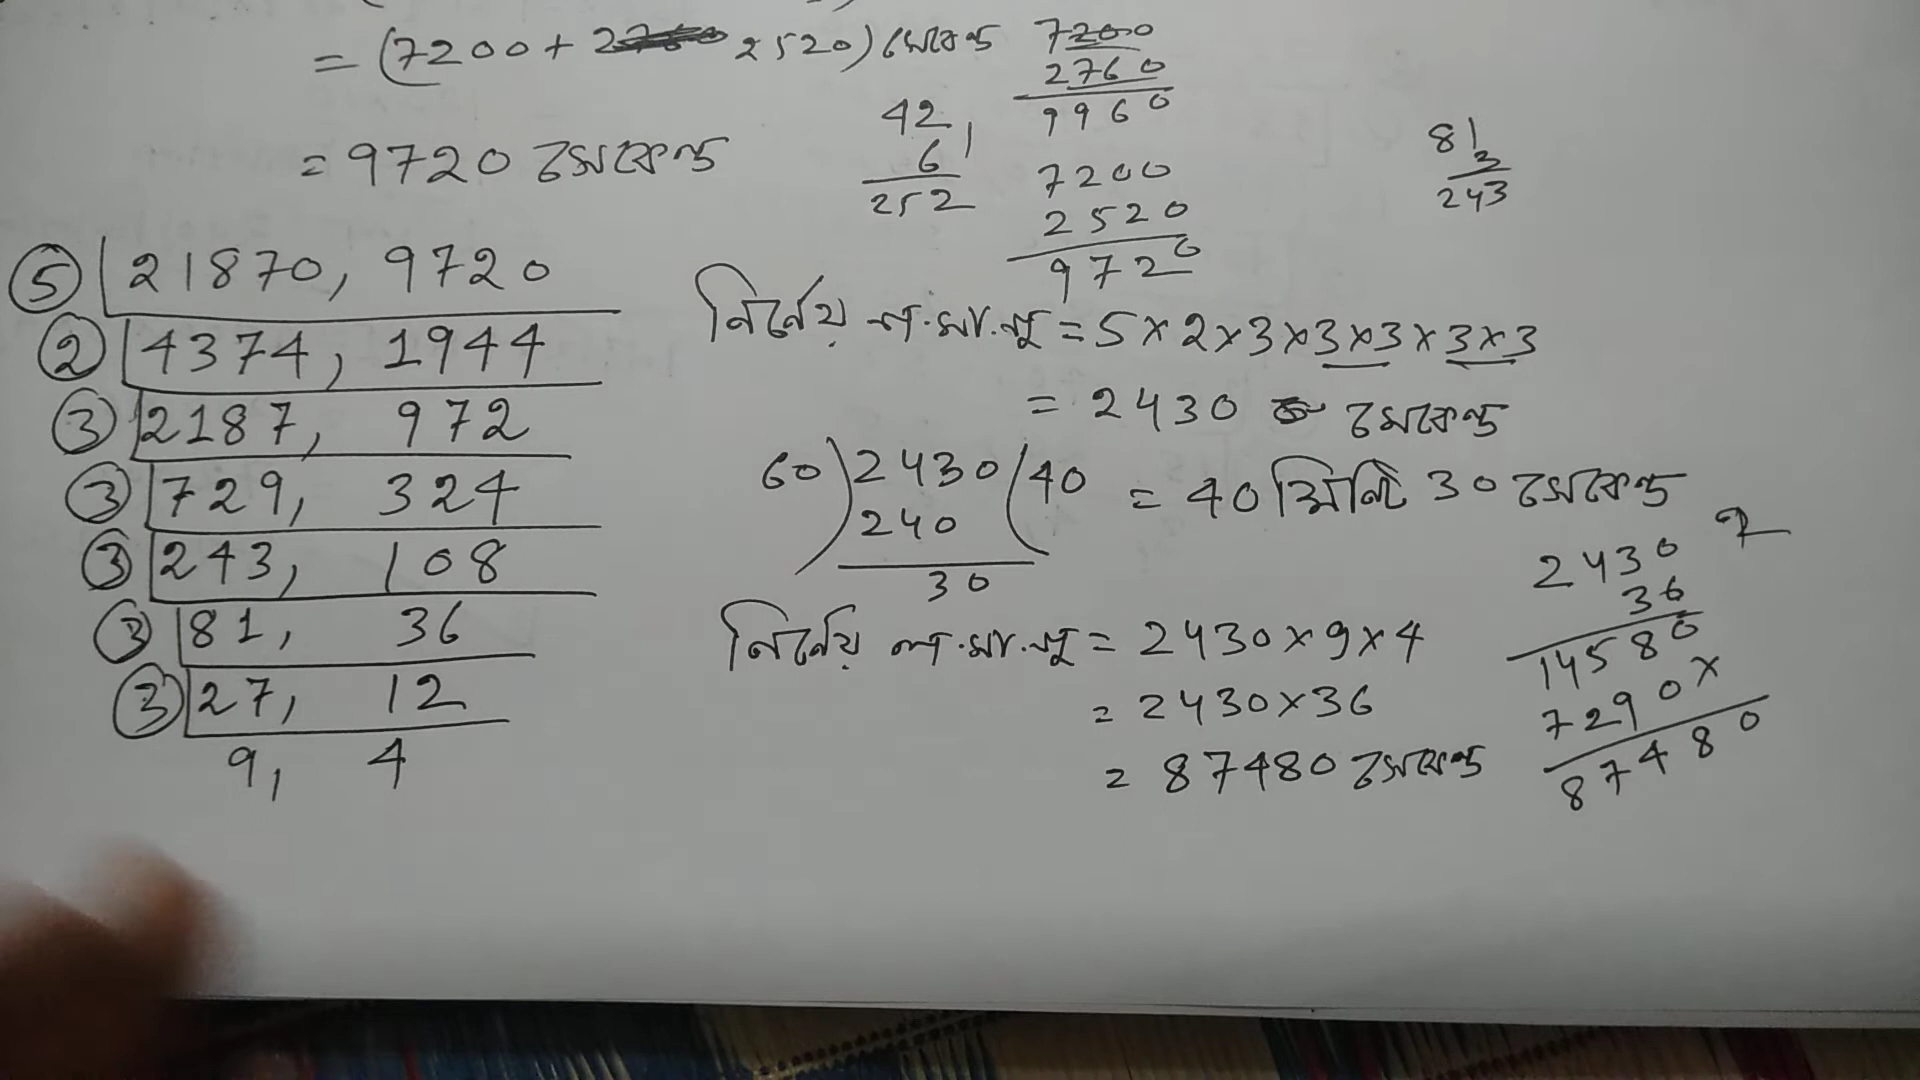 = (7200 + 2520) সেকেন্ড
7200
2760
9960
= 9720 সেকেন্ড
42
6
252
7200
2520
9720
81
3
243
5 | 21870, 9720
2 | 4374, 1944
3 | 2187, 972
3 | 729, 324
3 | 243, 108
3 | 81, 36
3 | 27, 12
9, 4
নির্ণেয় = 5 × 2 × 3 × 3 × 3 × 3 × 3
= 2430 সেকেন্ড
60 ) 2430 ( 40
240
30
= 40 মিনিট 30 সেকেন্ড
নির্ণেয় ল.সা.গু = 2430 × 9 × 4
= 2430 × 36
= 87480 সেকেন্ড
2430
36
14580
7290×
87480